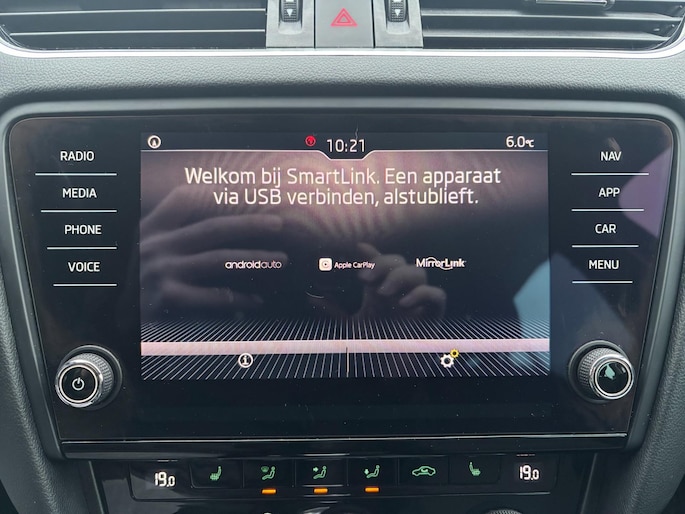 10:21
6.0°C
RADIO
MEDIA
PHONE
VOICE
Welkom bij SmartLink. Een apparaat
via USB verbinden, alstublieft.
androidauto
Apple CarPlay
MirrorLink
NAV
APP
CAR
MENU
19.0
19.0